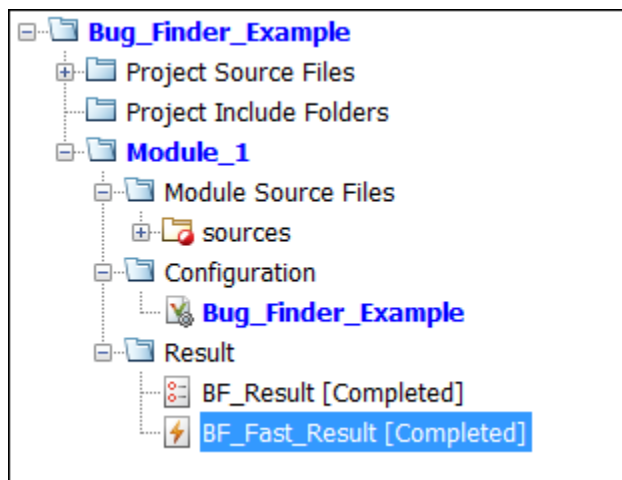 Bug_Finder_Example
Project Source Files
Project Include Folders
Module_1
Module Source Files
sources
Configuration
Bug_Finder_Example
Result
BF_Result [Completed]
BF_Fast_Result [Completed]